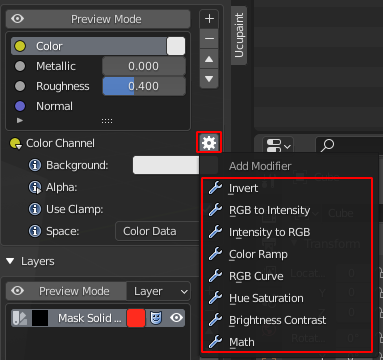 Preview Mode
Color
Metallic 0.000
Roughness 0.400
Normal
Ucupaint
Color Channel
Background:
Alpha:
Use Clamp:
Space: Color Data
Add Modifier
Invert
RGB to Intensity
Intensity to RGB
Color Ramp
RGB Curve
Hue Saturation
Brightness Contrast
Math
Layers
Preview Mode Layer
Mask Solid ...
Cube
Transform